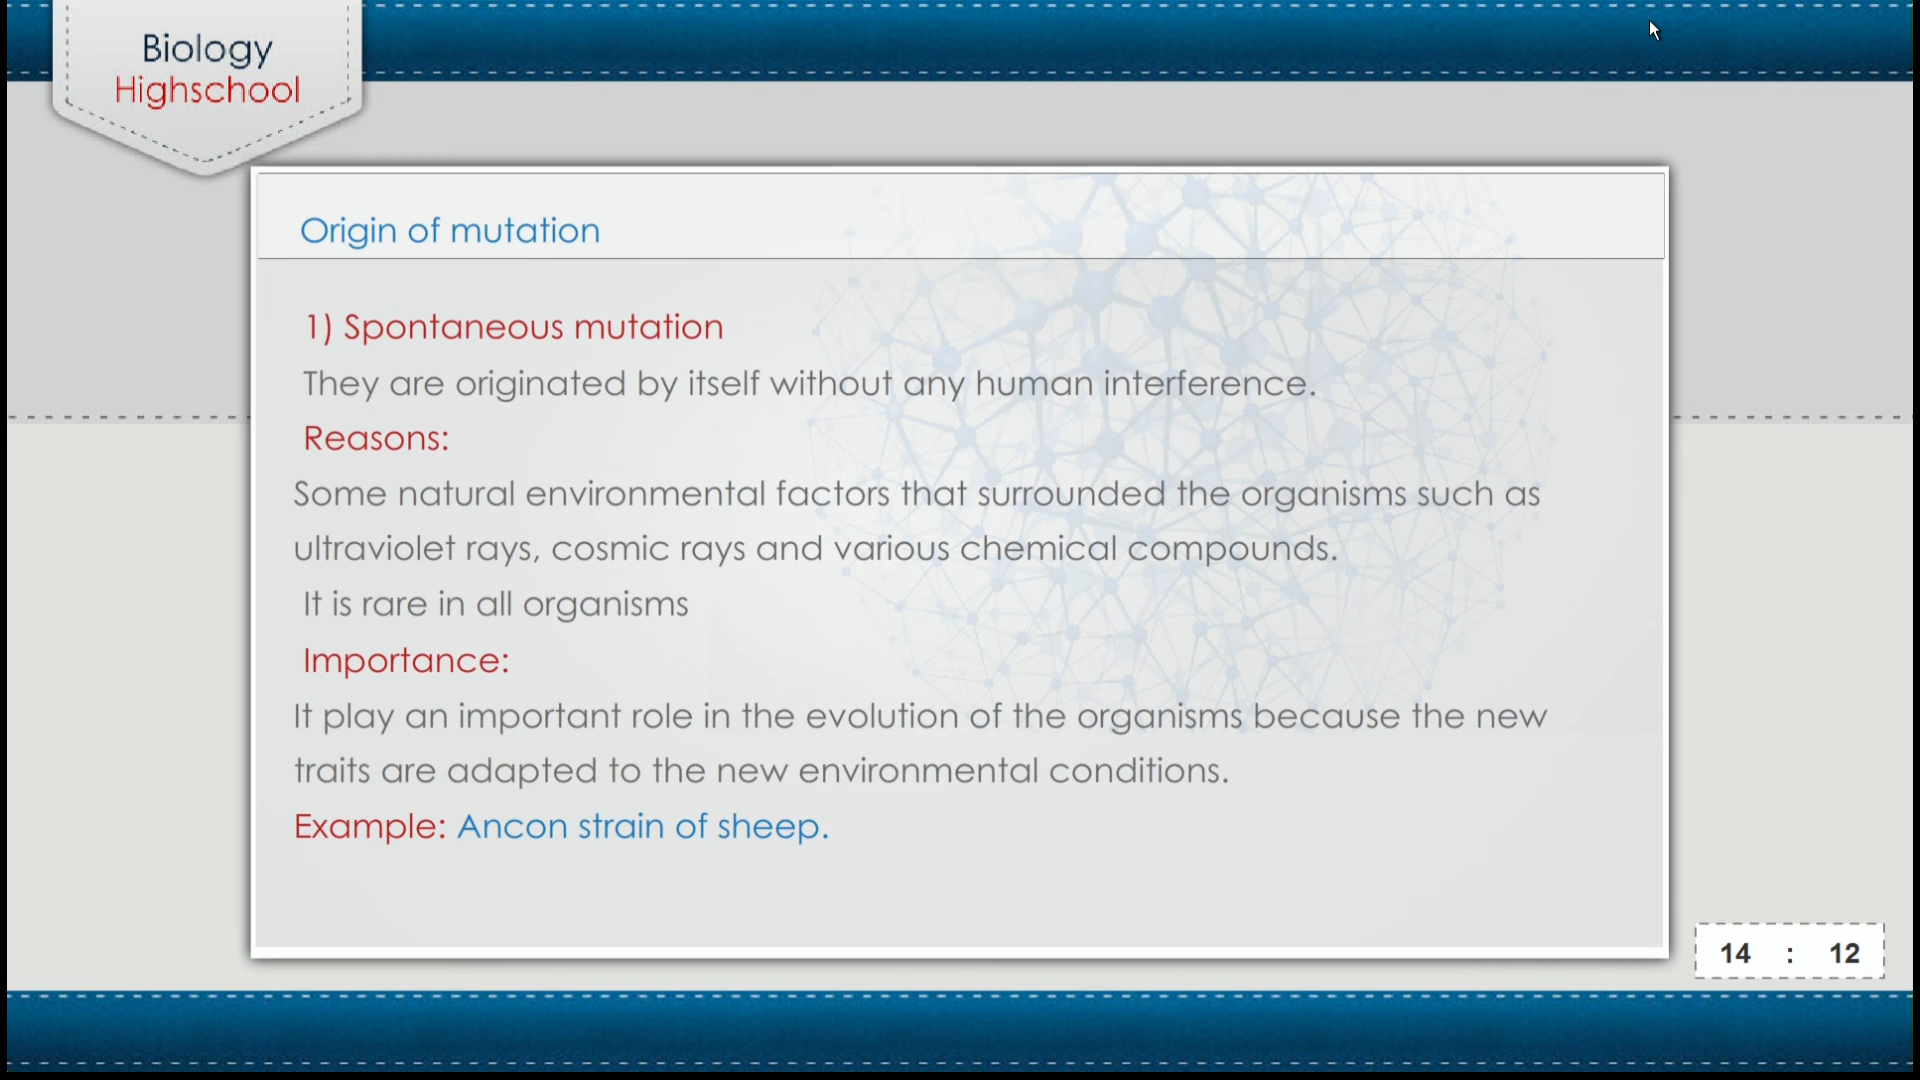 Biology
Highschool
Origin of mutation
1) Spontaneous mutation
They are originated by itself without any human interference.
Reasons:
Some natural environmental factors that surrounded the organisms such as
ultraviolet rays, cosmic rays and various chemical compounds.
It is rare in all organisms
Importance:
It play an important role in the evolution of the organisms because the new
traits are adapted to the new environmental conditions.
Example: Ancon strain of sheep.
14 : 12